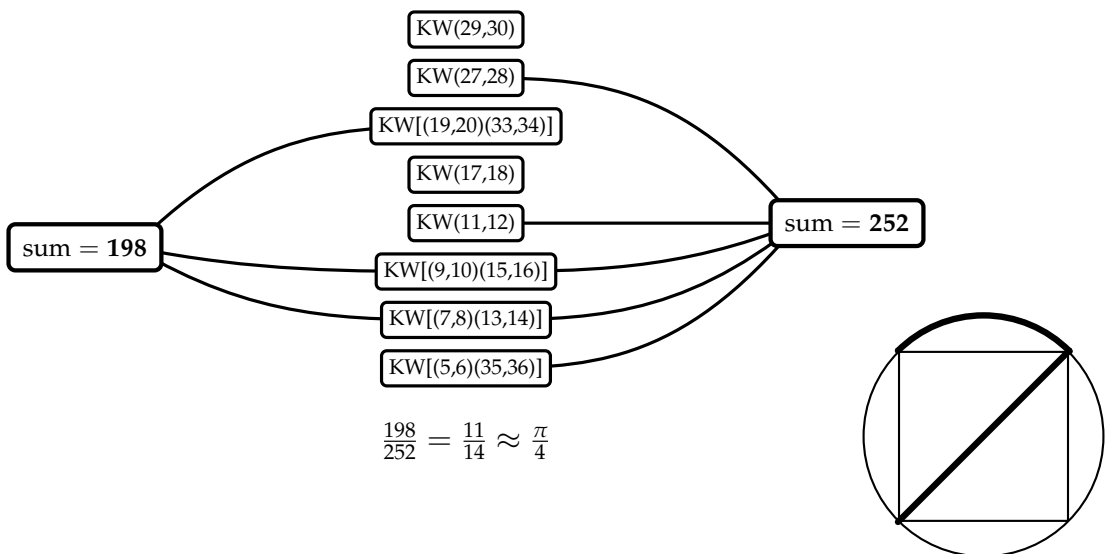 KW(29,30)
KW(27,28)
KW[(19,20)(33,34)]
KW(17,18)
KW(11,12)
sum = 198
sum = 252
KW[(9,10)(15,16)]
KW[(7,8)(13,14)]
KW[(5,6)(35,36)]
198/252 = 11/14 ≈ π/4